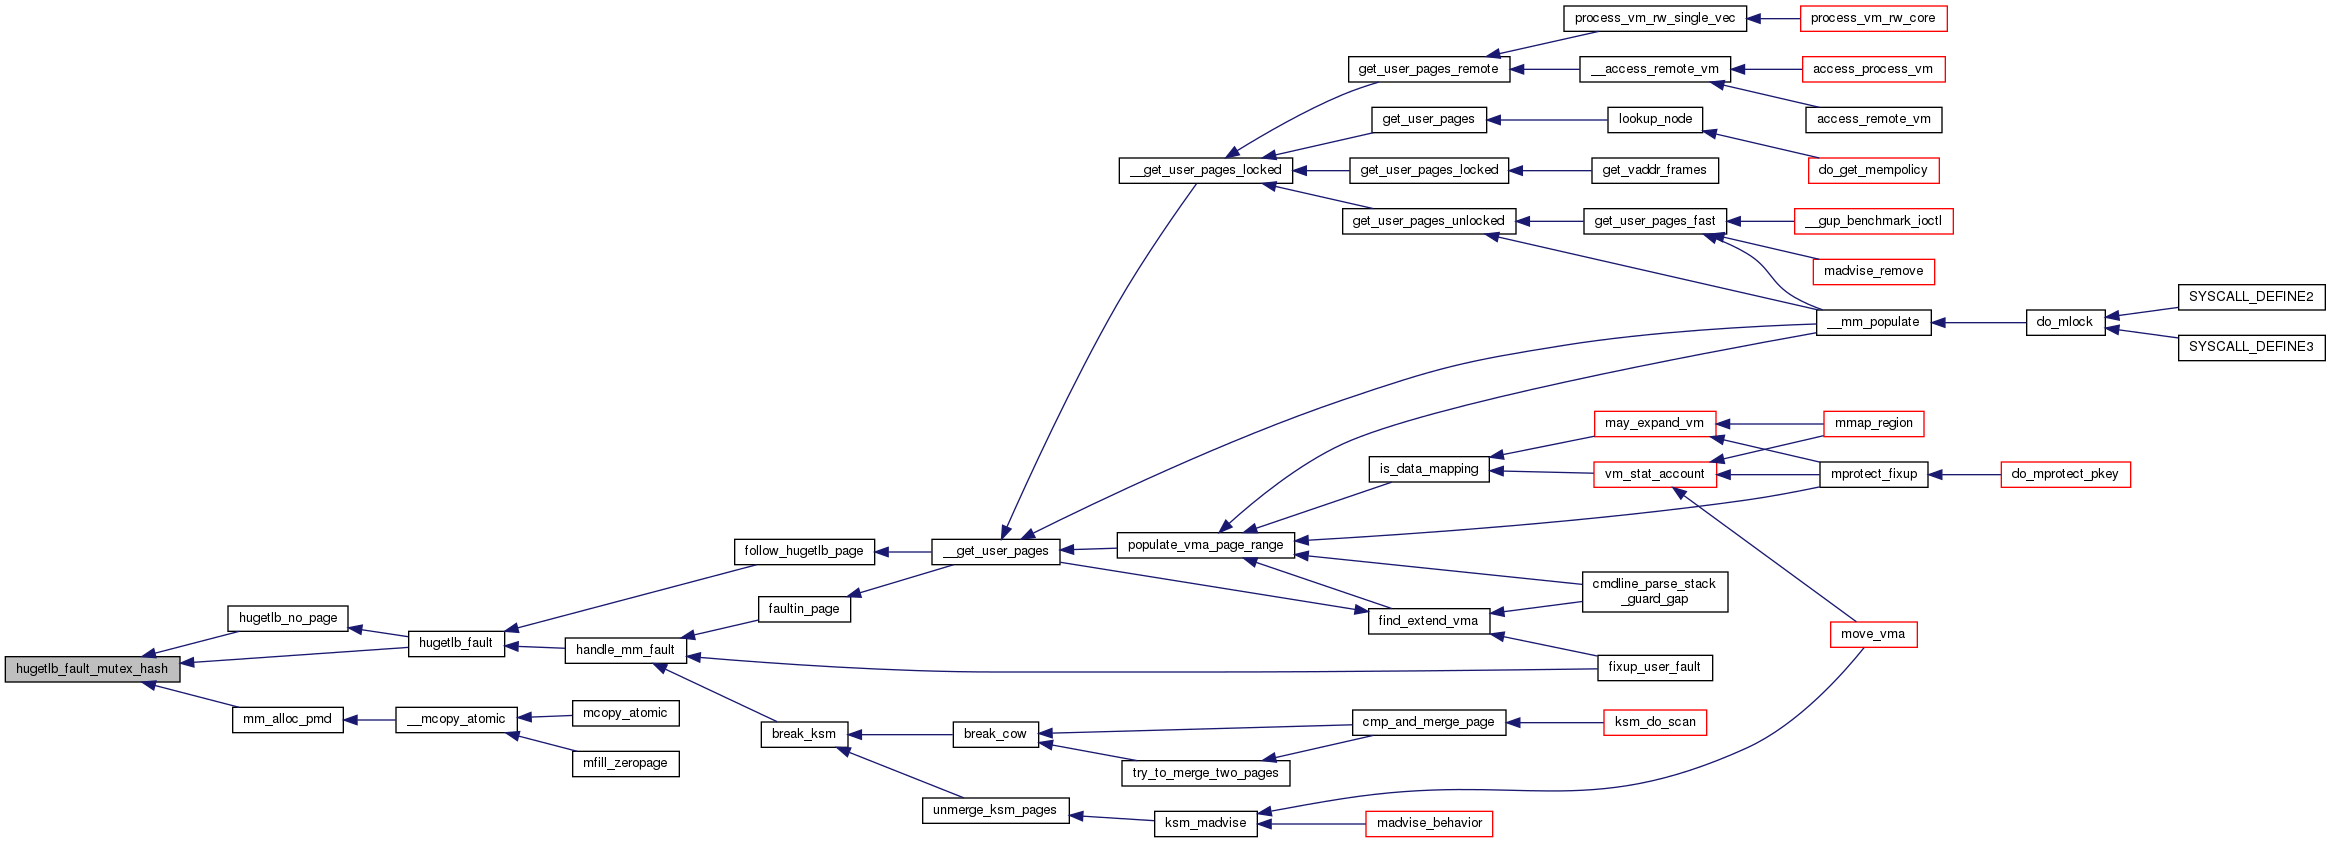 process_vm_rw_single_vec
process_vm_rw_core
get_user_pages_remote
__access_remote_vm
access_process_vm
get_user_pages
lookup_node
access_remote_vm
__get_user_pages_locked
get_user_pages_locked
get_vaddr_frames
do_get_mempolicy
get_user_pages_unlocked
get_user_pages_fast
__gup_benchmark_ioctl
madvise_remove
__mm_populate
do_mlock
SYSCALL_DEFINE2
SYSCALL_DEFINE3
may_expand_vm
mmap_region
is_data_mapping
vm_stat_account
mprotect_fixup
do_mprotect_pkey
follow_hugetlb_page
__get_user_pages
populate_vma_page_range
cmdline_parse_stack
_guard_gap
faultin_page
find_extend_vma
hugetlb_no_page
hugetlb_fault
handle_mm_fault
move_vma
fixup_user_fault
hugetlb_fault_mutex_hash
mm_alloc_pmd
__mcopy_atomic
mcopy_atomic
mfill_zeropage
break_ksm
break_cow
cmp_and_merge_page
ksm_do_scan
try_to_merge_two_pages
unmerge_ksm_pages
ksm_madvise
madvise_behavior